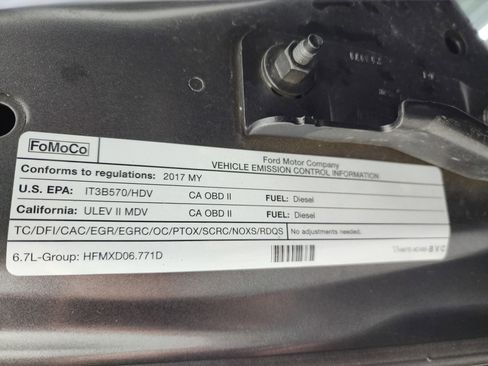 FoMoCo
Ford Motor Company
VEHICLE EMISSION CONTROL INFORMATION
Conforms to regulations: 2017 MY
U.S. EPA: IT3B570/HDV CA OBD II FUEL: Diesel
California: ULEV II MDV CA OBD II FUEL: Diesel
TC/DFI/CAC/EGR/EGRC/OC/PTOX/SCRC/NOXS/RDQS No adjustments needed.
6.7L-Group: HFMXD06.771D
BVC